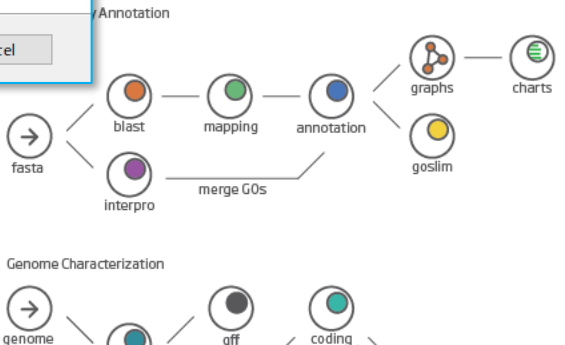 y Annotation
cel
graphs
charts
blast
mapping
annotation
fasta
goslim
interpro
merge GOs
Genome Characterization
genome
gff
coding